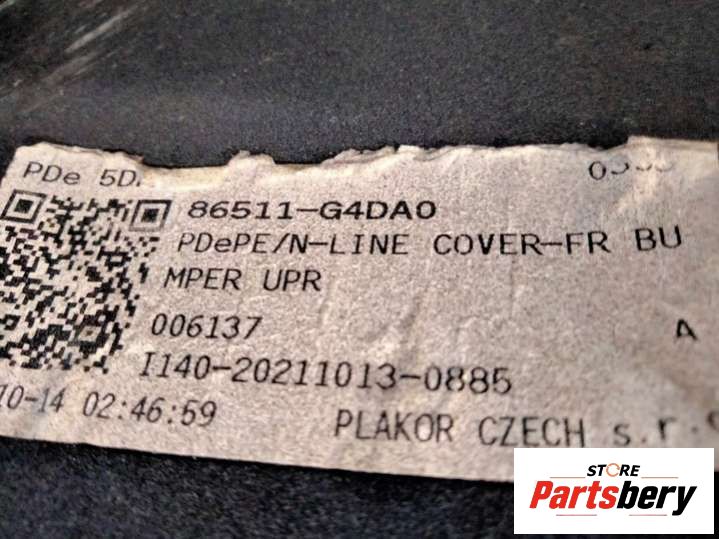 PDe 5D
86511-G4DA0
PDePE/N-LINE COVER-FR BU
MPER UPR
006137 A
I140-20211013-0885
10-14 02:46:59 PLAKOR CZECH s.r.
STORE
Partsbery